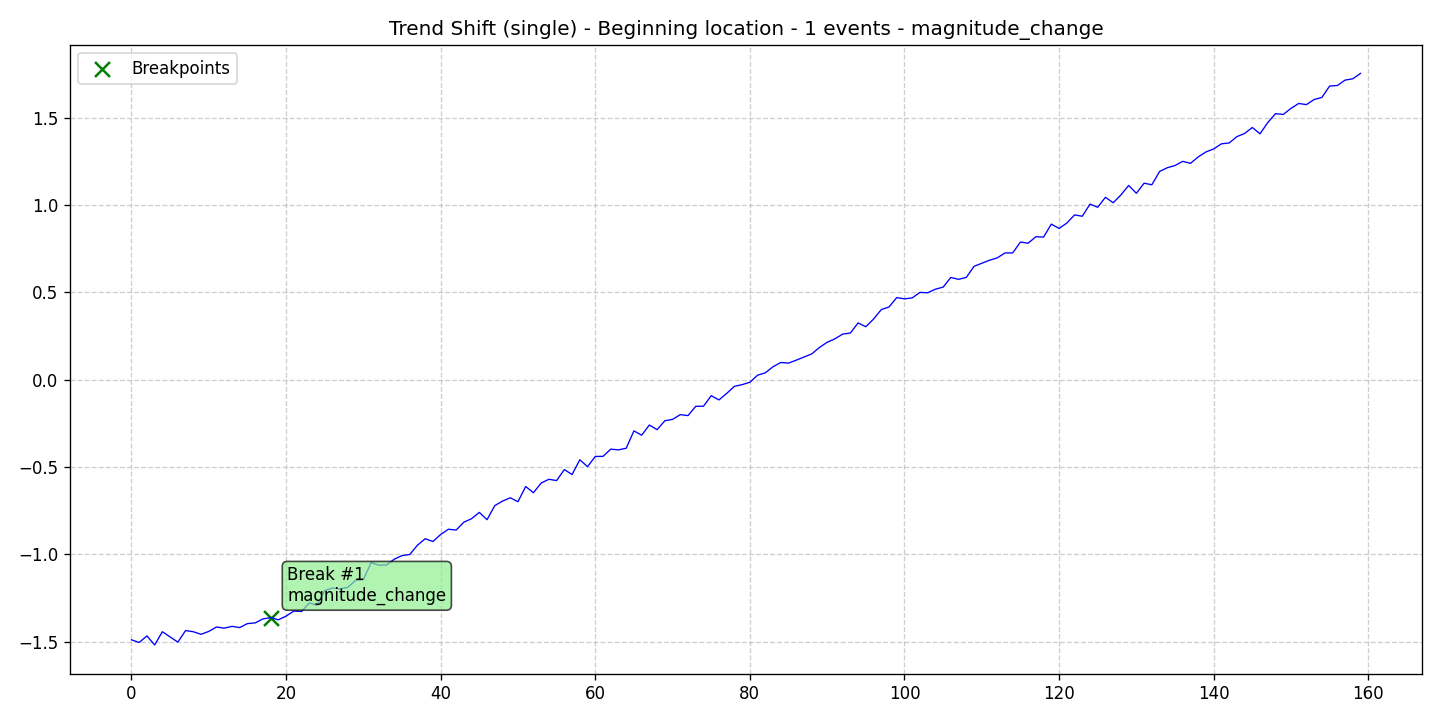 Trend Shift (single) - Beginning location - 1 events - magnitude_change
Breakpoints
1.5
1.0
0.5
0.0
−0.5
−1.0
−1.5
Break #1
magnitude_change
0 20 40 60 80 100 120 140 160